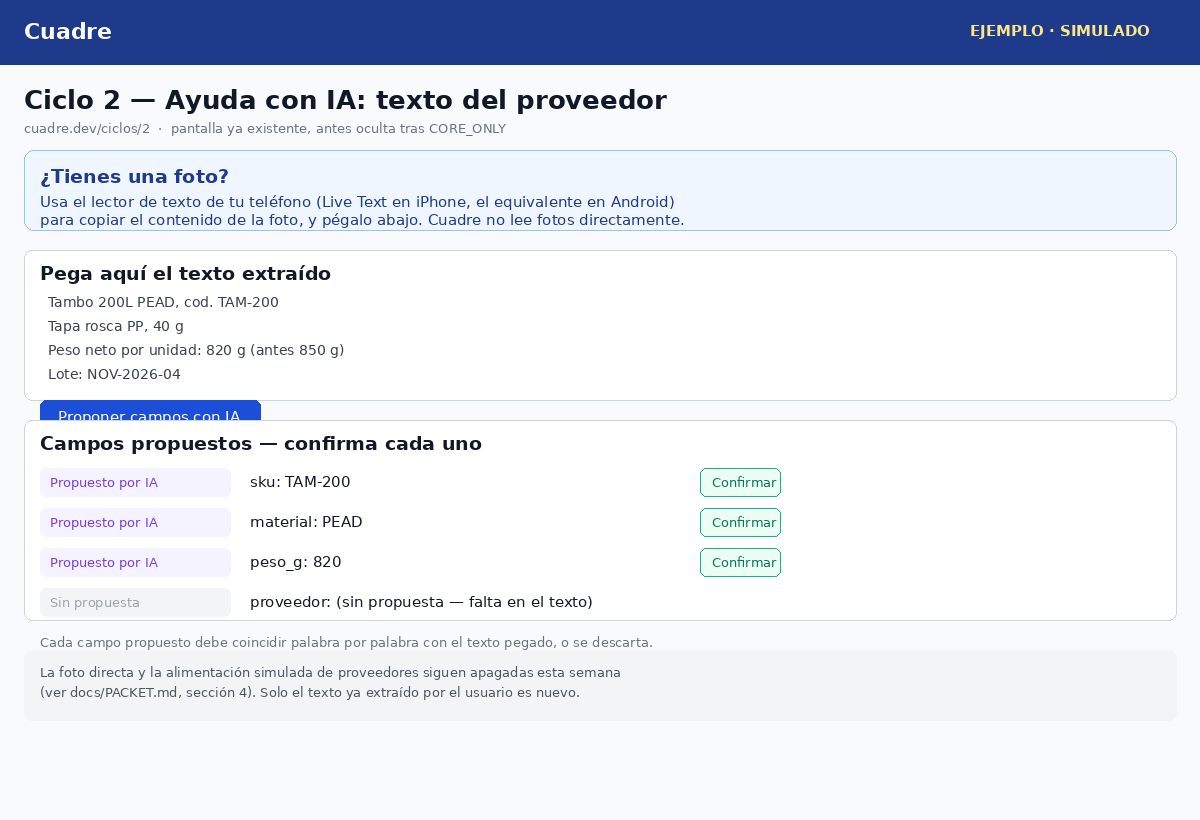 Cuadre
EJEMPLO · SIMULADO
Ciclo 2 — Ayuda con IA: texto del proveedor
cuadre.dev/ciclos/2 · pantalla ya existente, antes oculta tras CORE_ONLY
¿Tienes una foto?
Usa el lector de texto de tu teléfono (Live Text en iPhone, el equivalente en Android)
para copiar el contenido de la foto, y pégalo abajo. Cuadre no lee fotos directamente.
Pega aquí el texto extraído
Tambo 200L PEAD, cod. TAM-200
Tapa rosca PP, 40 g
Peso neto por unidad: 820 g (antes 850 g)
Lote: NOV-2026-04
Proponer campos con IA
Campos propuestos — confirma cada uno
Propuesto por IA sku: TAM-200 Confirmar
Propuesto por IA material: PEAD Confirmar
Propuesto por IA peso_g: 820 Confirmar
Sin propuesta proveedor: (sin propuesta — falta en el texto)
Cada campo propuesto debe coincidir palabra por palabra con el texto pegado, o se descarta.
La foto directa y la alimentación simulada de proveedores siguen apagadas esta semana
(ver docs/PACKET.md, sección 4). Solo el texto ya extraído por el usuario es nuevo.